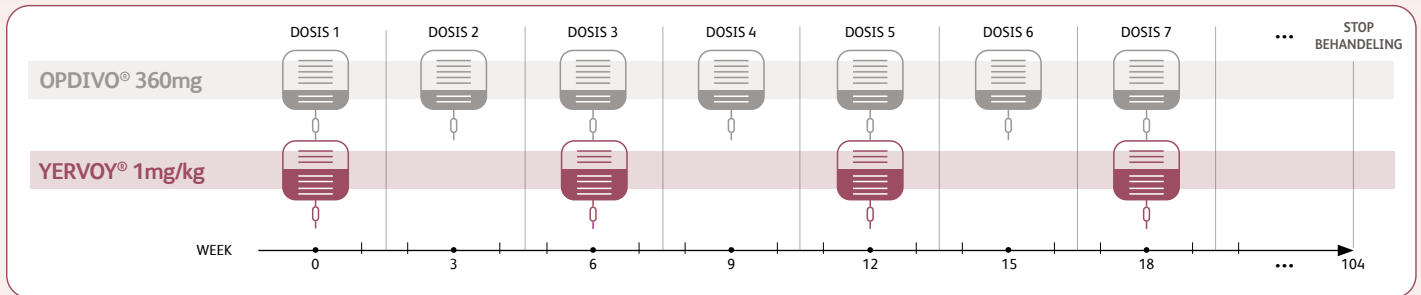 DOSIS 1 DOSIS 2 DOSIS 3 DOSIS 4 DOSIS 5 DOSIS 6 DOSIS 7 ... STOP
BEHANDELING
OPDIVO® 360mg
YERVOY® 1mg/kg
WEEK
0 3 6 9 12 15 18 ... 104